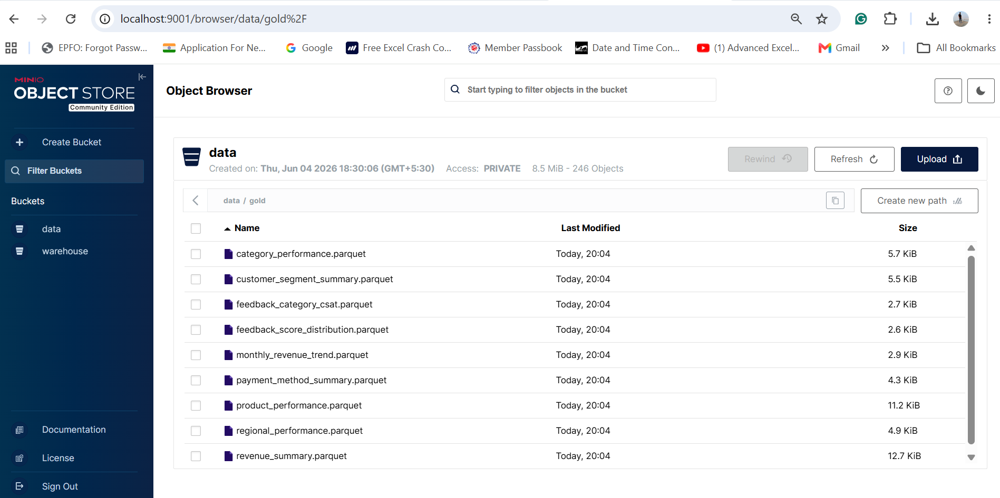 localhost:9001/browser/data/gold%2F
EPFO: Forgot Passw... Application For Ne... Google Free Excel Crash Co... Member Passbook Date and Time Con... (1) Advanced Excel... Gmail All Bookmarks
MINIO
OBJECT STORE
Community Edition
Create Bucket
Filter Buckets
Buckets
data
warehouse
Documentation
License
Sign Out
Object Browser
Start typing to filter objects in the bucket
data
Created on: Thu, Jun 04 2026 18:30:06 (GMT+5:30) Access: PRIVATE 8.5 MiB - 246 Objects
Rewind Refresh Upload
data / gold
Create new path
Name Last Modified Size
category_performance.parquet Today, 20:04 5.7 KiB
customer_segment_summary.parquet Today, 20:04 5.5 KiB
feedback_category_csat.parquet Today, 20:04 2.7 KiB
feedback_score_distribution.parquet Today, 20:04 2.6 KiB
monthly_revenue_trend.parquet Today, 20:04 2.9 KiB
payment_method_summary.parquet Today, 20:04 4.3 KiB
product_performance.parquet Today, 20:04 11.2 KiB
regional_performance.parquet Today, 20:04 4.9 KiB
revenue_summary.parquet Today, 20:04 12.7 KiB